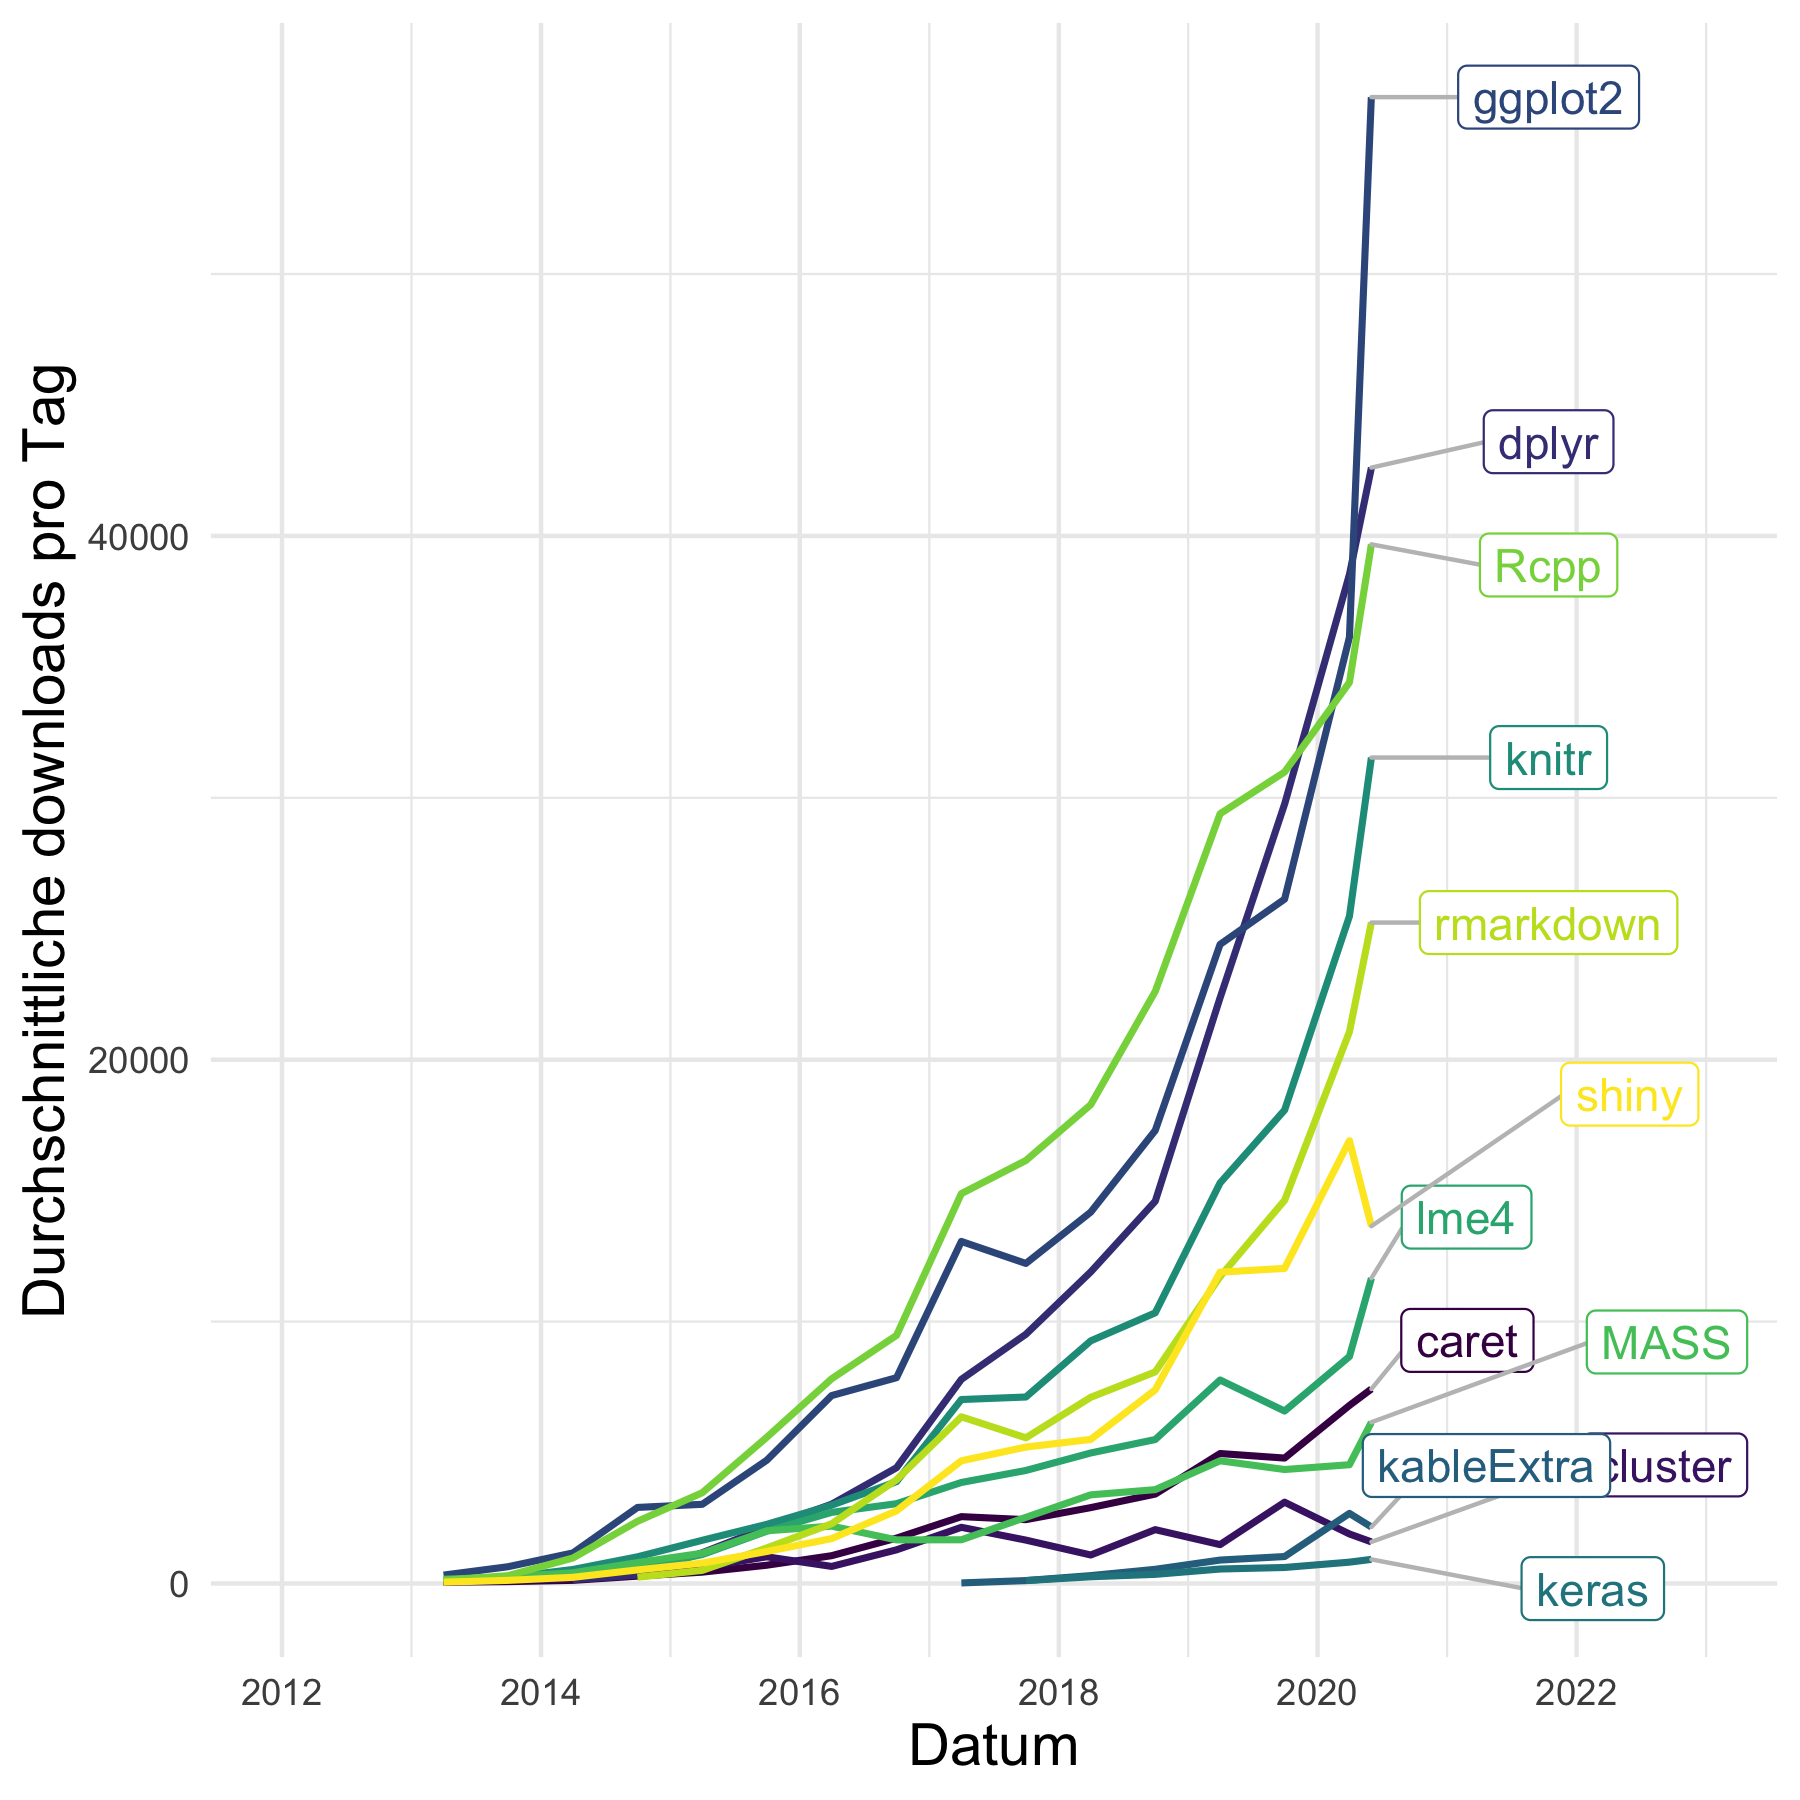 Durchschnittliche downloads pro Tag
40000
20000
0
ggplot2
dplyr
Rcpp
knitr
rmarkdown
shiny
lme4
caret
MASS
kableExtra
cluster
keras
2012
2014
2016
2018
2020
2022
Datum